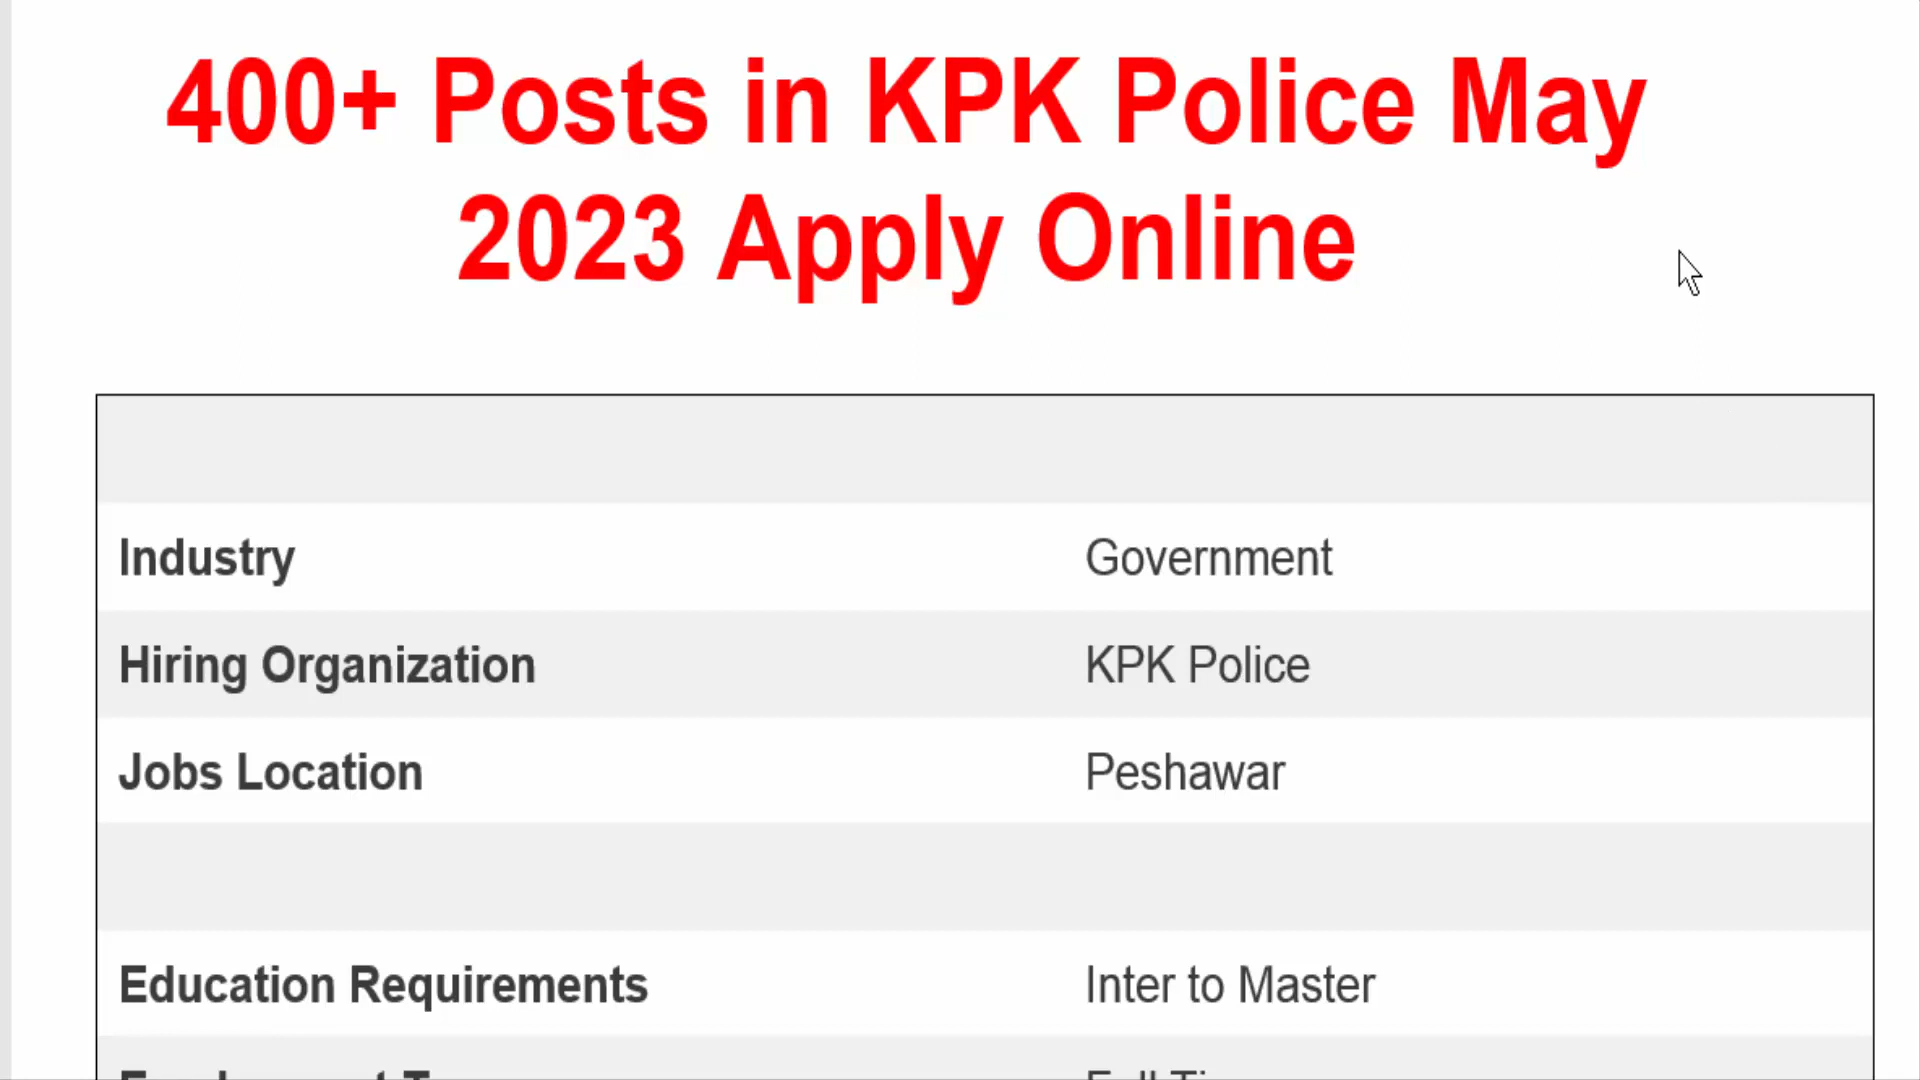 400+ Posts in KPK Police May
2023 Apply Online
Industry Government
Hiring Organization KPK Police
Jobs Location Peshawar
Education Requirements Inter to Master